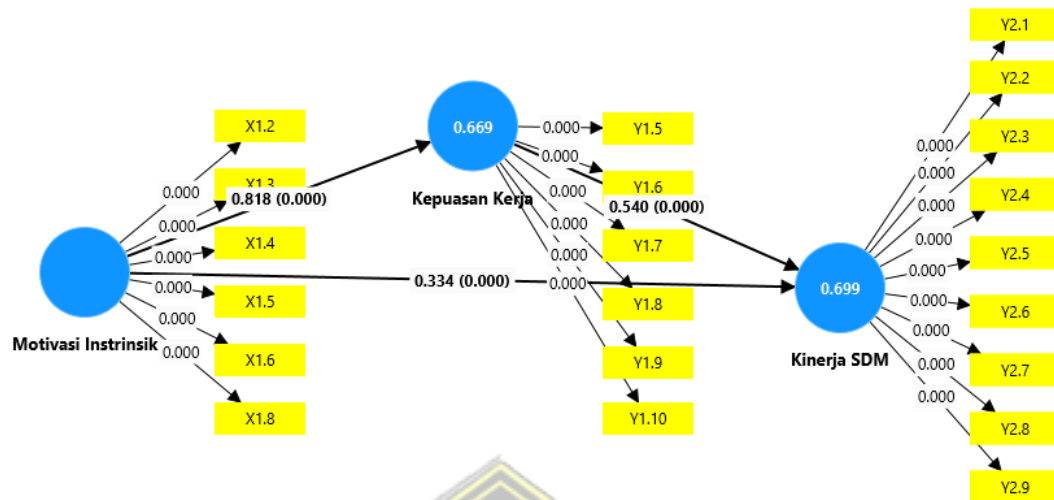 Motivasi Instrinsik
0.000
0.000
0.000
0.000
0.000
0.000
X1.2
X1.3
X1.4
X1.5
X1.6
X1.8
0.818 (0.000)
0.334 (0.000)
0.669
Kepuasan Kerja
0.000
0.000
0.000
0.000
0.000
0.000
Y1.5
Y1.6
Y1.7
Y1.8
Y1.9
Y1.10
0.540 (0.000)
0.699
Kinerja SDM
0.000
0.000
0.000
0.000
0.000
0.000
0.000
0.000
0.000
Y2.1
Y2.2
Y2.3
Y2.4
Y2.5
Y2.6
Y2.7
Y2.8
Y2.9